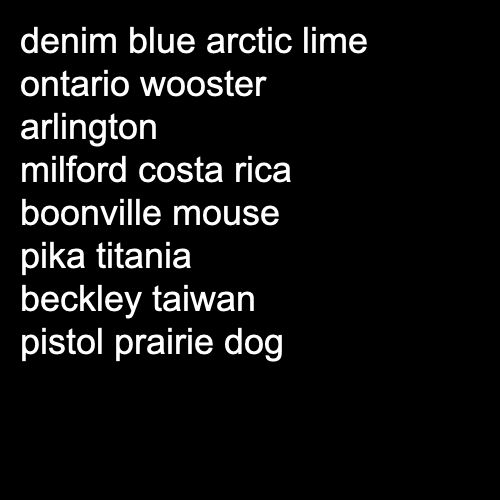 denim blue arctic lime
ontario wooster
arlington
milford costa rica
boonville mouse
pika titania
beckley taiwan
pistol prairie dog